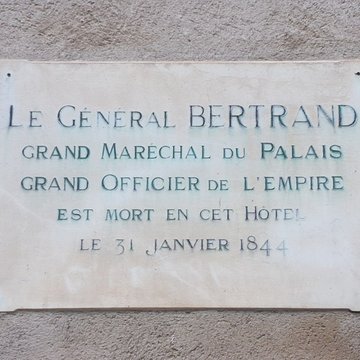 Le Général BERTRAND
Grand Maréchal du Palais
Grand Officier de l'Empire
est mort en cet Hôtel
le 31 Janvier 1844